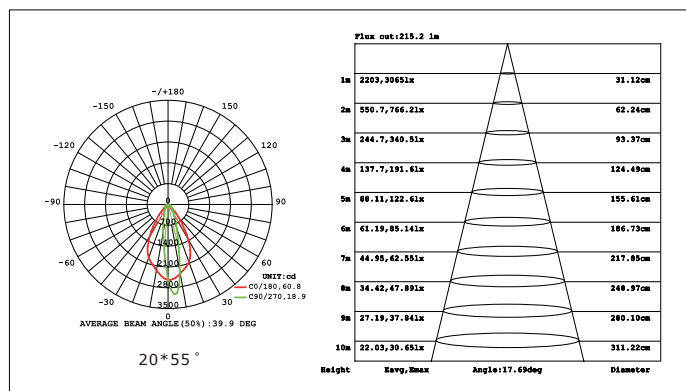 -/+180
-150 150
-120 120
-90 90
-60 60
-30 30
0
0
700
1400
2100
2800
3500
UNIT:cd
C0/180,60.8
C90/270,18.9
AVERAGE BEAM ANGLE(50%):39.9 DEG
20*55°
Flux out:215.2 lm
1m 2203,3065lx 31.12cm
2m 550.7,766.2lx 62.24cm
3m 244.7,340.5lx 93.37cm
4m 137.7,191.6lx 124.49cm
5m 88.11,122.6lx 155.61cm
6m 61.19,85.14lx 186.73cm
7m 44.95,62.55lx 217.85cm
8m 34.42,47.89lx 248.97cm
9m 27.19,37.84lx 280.10cm
10m 22.03,30.65lx 311.22cm
Height Eavg,Emax Angle:17.69deg Diameter